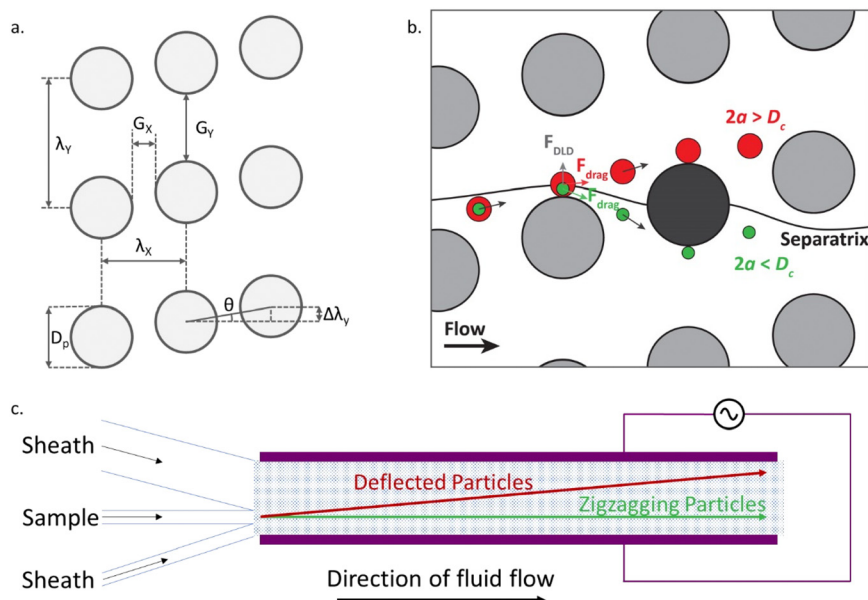 a.
λY
GX
GY
λX
θ
Δλy
Dp
b.
2a > Dc
FDLD
Fdrag
Fdrag
Separatrix
2a < Dc
Flow
c.
Sheath
Deflected Particles
Sample
Zigzagging Particles
Sheath
Direction of fluid flow